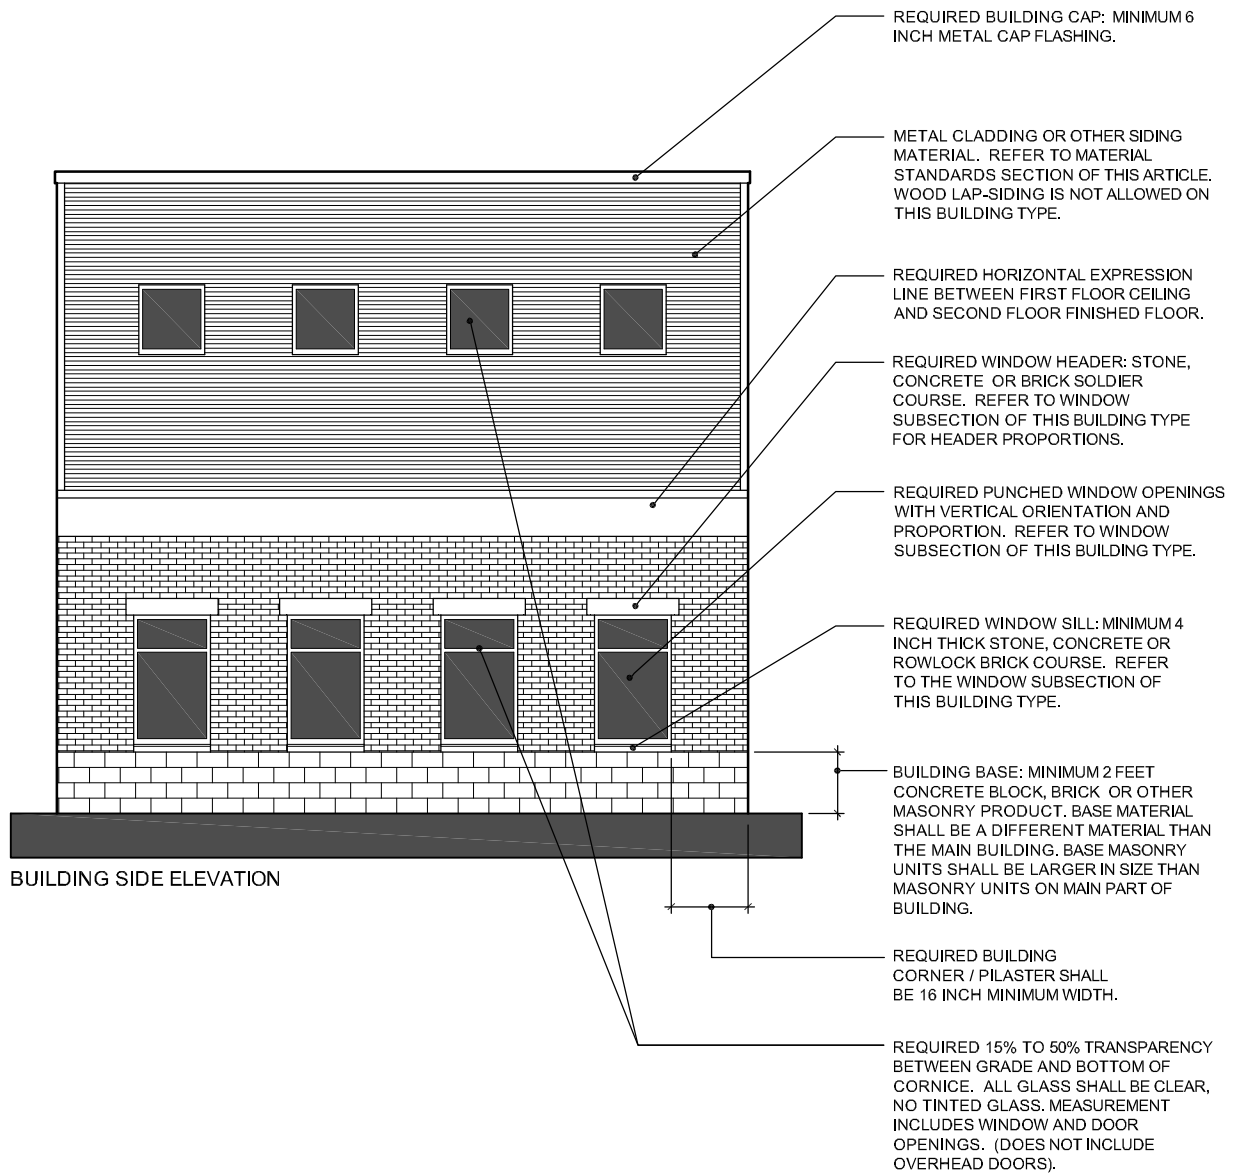 REQUIRED BUILDING CAP: MINIMUM 6
INCH METAL CAP FLASHING.
METAL CLADDING OR OTHER SIDING
MATERIAL. REFER TO MATERIAL
STANDARDS SECTION OF THIS ARTICLE.
WOOD LAP-SIDING IS NOT ALLOWED ON
THIS BUILDING TYPE.
REQUIRED HORIZONTAL EXPRESSION
LINE BETWEEN FIRST FLOOR CEILING
AND SECOND FLOOR FINISHED FLOOR.
REQUIRED WINDOW HEADER: STONE,
CONCRETE OR BRICK SOLDIER
COURSE. REFER TO WINDOW
SUBSECTION OF THIS BUILDING TYPE
FOR HEADER PROPORTIONS.
REQUIRED PUNCHED WINDOW OPENINGS
WITH VERTICAL ORIENTATION AND
PROPORTION. REFER TO WINDOW
SUBSECTION OF THIS BUILDING TYPE.
REQUIRED WINDOW SILL: MINIMUM 4
INCH THICK STONE, CONCRETE OR
ROWLOCK BRICK COURSE. REFER
TO THE WINDOW SUBSECTION OF
THIS BUILDING TYPE.
BUILDING BASE: MINIMUM 2 FEET
CONCRETE BLOCK, BRICK OR OTHER
MASONRY PRODUCT. BASE MATERIAL
SHALL BE A DIFFERENT MATERIAL THAN
THE MAIN BUILDING. BASE MASONRY
UNITS SHALL BE LARGER IN SIZE THAN
MASONRY UNITS ON MAIN PART OF
BUILDING.
BUILDING SIDE ELEVATION
REQUIRED BUILDING
CORNER / PILASTER SHALL
BE 16 INCH MINIMUM WIDTH.
REQUIRED 15% TO 50% TRANSPARENCY
BETWEEN GRADE AND BOTTOM OF
CORNICE. ALL GLASS SHALL BE CLEAR,
NO TINTED GLASS. MEASUREMENT
INCLUDES WINDOW AND DOOR
OPENINGS. (DOES NOT INCLUDE
OVERHEAD DOORS).